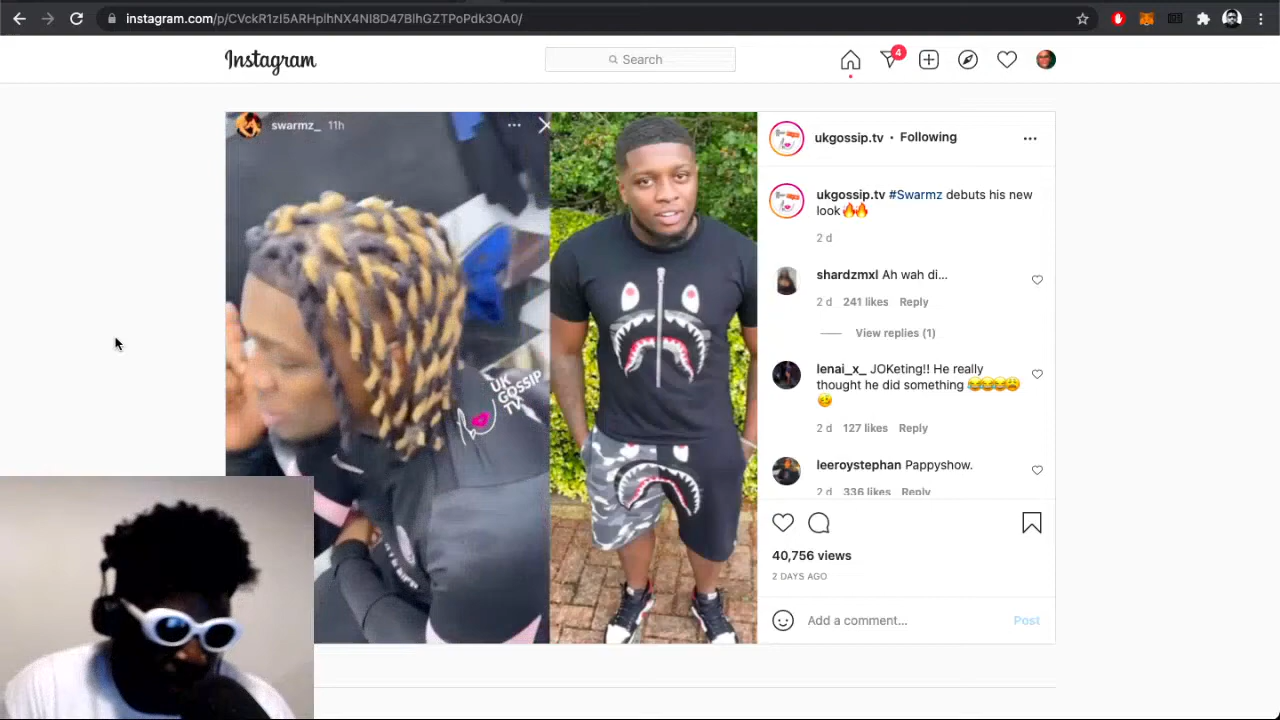 instagram.com/p/CVckR1zI5ARHpIhNX4NI8D47BIhGZTPoPdk3OA0/
Instagram
Search
4
swarmz_ 11h
UK
GOSSIP
TV
ukgossip.tv • Following
ukgossip.tv #Swarmz debuts his new
look🔥🔥
2 d
shardzmxl Ah wah di...
2 d 241 likes Reply
View replies (1)
lenai_x_ JOKeting!! He really
thought he did something 😂😂😂😩
🥴
2 d 127 likes Reply
leeroystephan Pappyshow.
2 d 336 likes Reply
40,756 views
2 DAYS AGO
Add a comment...
Post